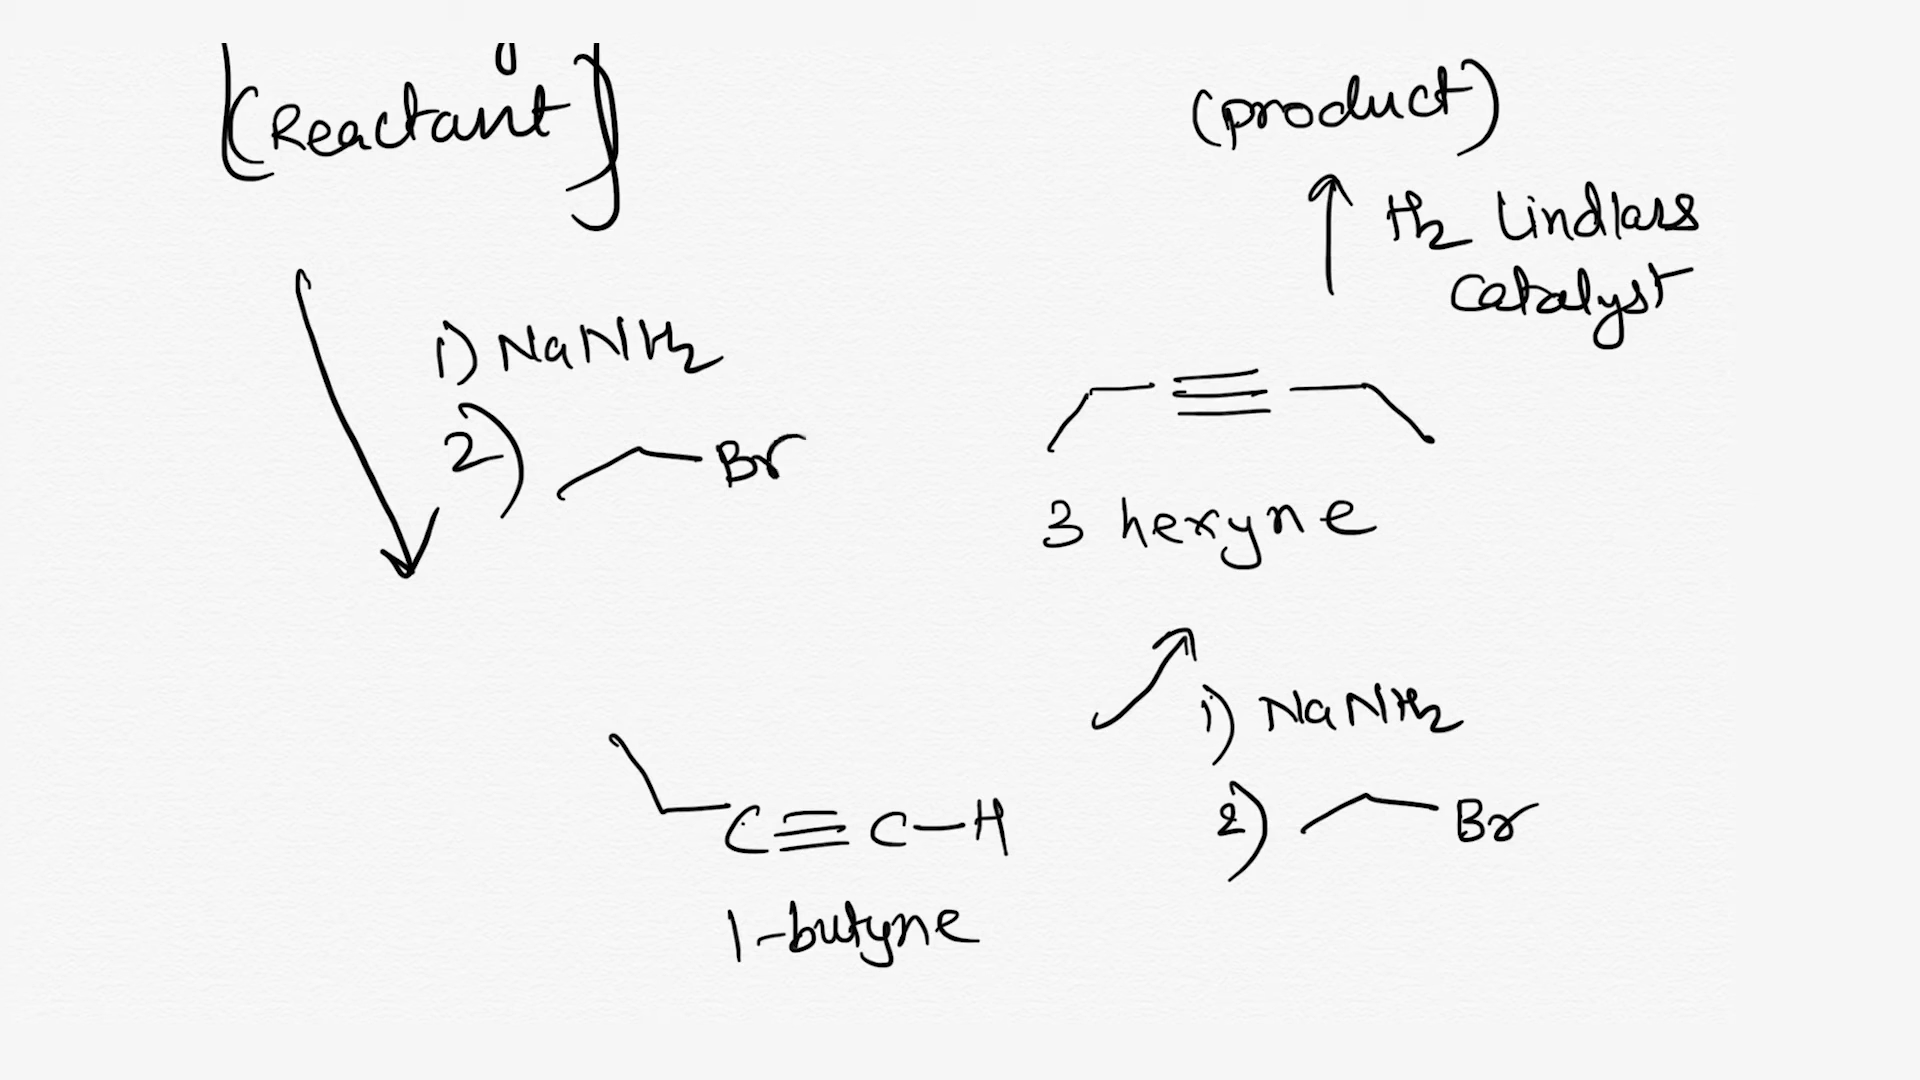 (Reactant)
(product)
H2 Lindlars
Catalyst
1) NaNH2
2) Br
3 hexyne
1) NaNH2
2) Br
C≡C-H
1-butyne